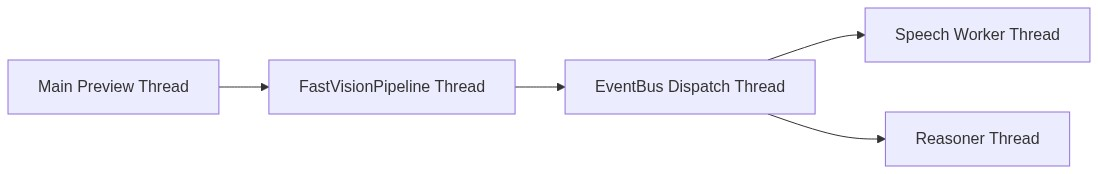 Main Preview Thread
FastVisionPipeline Thread
EventBus Dispatch Thread
Speech Worker Thread
Reasoner Thread